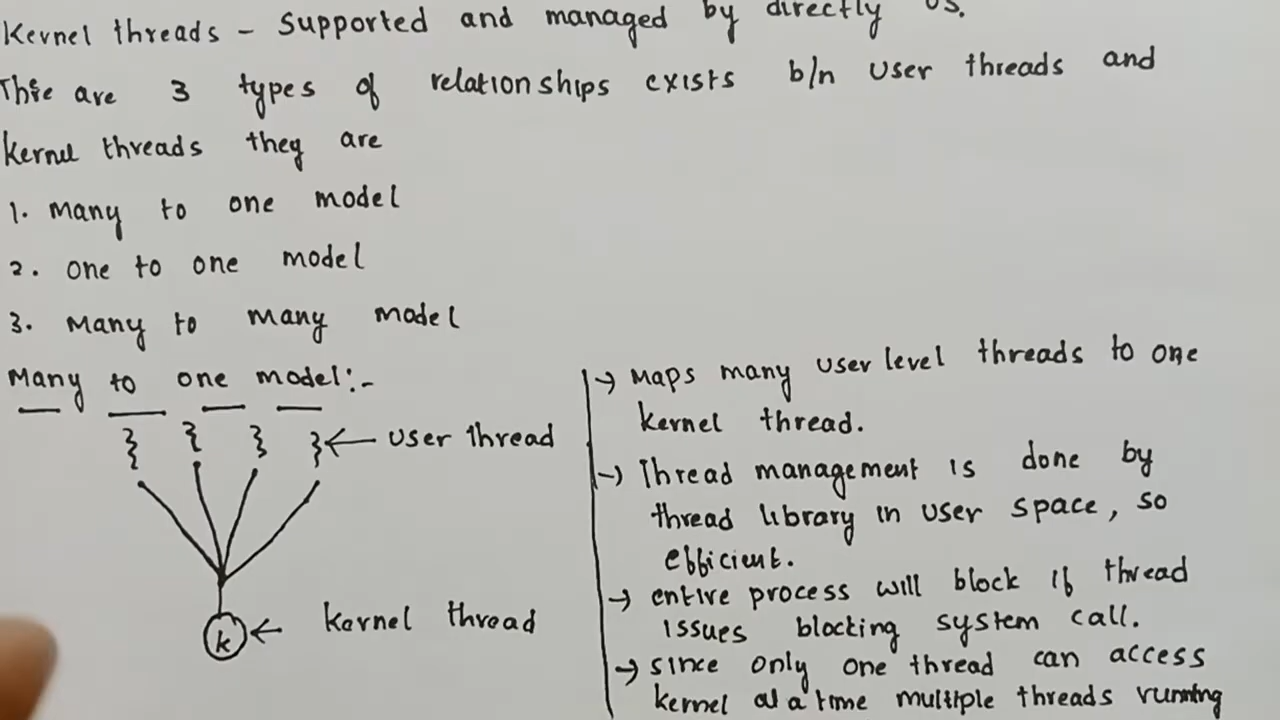 Kernel threads - Supported and managed by directly OS.
There are 3 types of relationships exists b/n user threads and
kernel threads they are
1. Many to one model
2. one to one model
3. Many to many model
Many to one model:-
← user thread
k ← kernel thread
→ Maps many user level threads to one
kernel thread.
→ Thread management is done by
thread library in user space, so
efficient.
→ entire process will block if thread
issues blocking system call.
→ since only one thread can access
kernel at a time multiple threads running